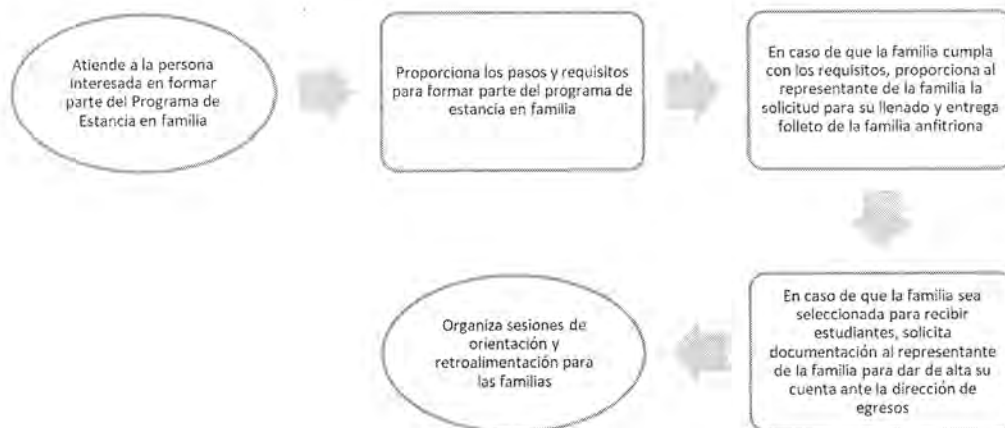 Atiende a la persona
interesada en formar
parte del Programa de
Estancia en familia
Proporciona los pasos y requisitos
para formar parte del programa de
estancia en familia
En caso de que la familia cumpla
con los requisitos, proporciona al
representante de la familia la
solicitud para su llenado y entrega
folleto de la familia anfitriona
En caso de que la familia sea
seleccionada para recibir
estudiantes, solicita
documentación al representante
de la familia para dar de alta su
cuenta ante la dirección de
egresos
Organiza sesiones de
orientación y
retroalimentación para
las familias